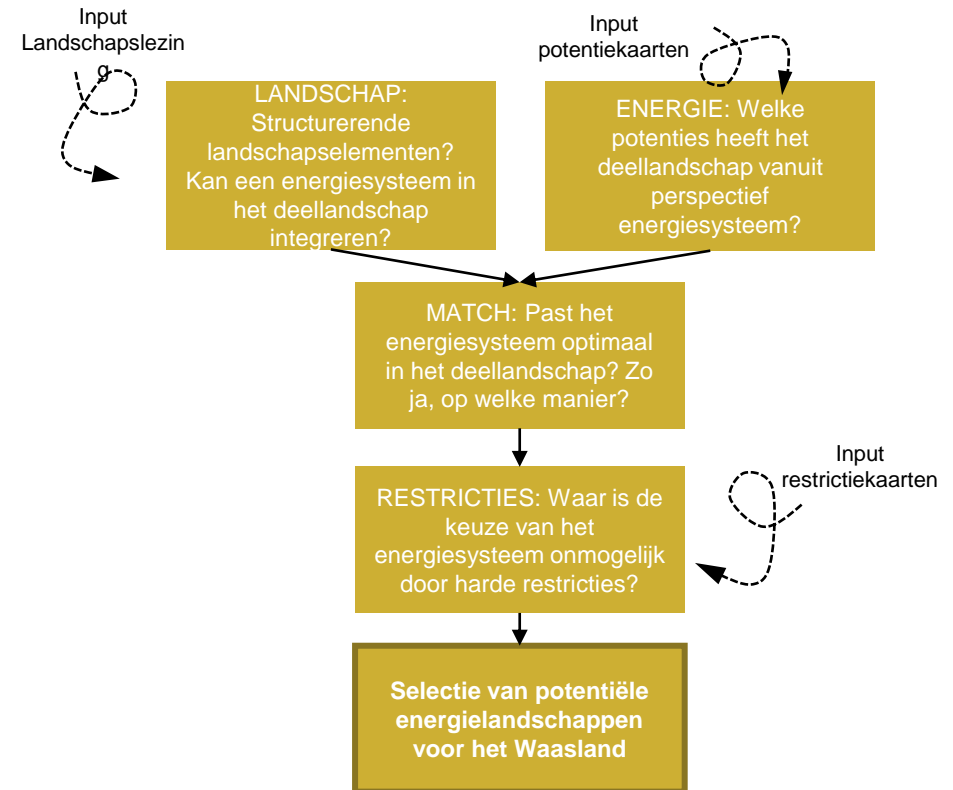 Input
Landschapslezin
g
LANDSCHAP:
Structurerende
landschapselementen?
Kan een energiesysteem in
het deellandschap
integreren?
Input
potentiekaarten
ENERGIE: Welke
potenties heeft het
deellandschap vanuit
perspectief
energiesysteem?
MATCH: Past het
energiesysteem optimaal
in het deellandschap? Zo
ja, op welke manier?
RESTRICTIES: Waar is de
keuze van het
energiesysteem onmogelijk
door harde restricties?
Input
restrictiekaarten
Selectie van potentiële
energielandschappen
voor het Waasland